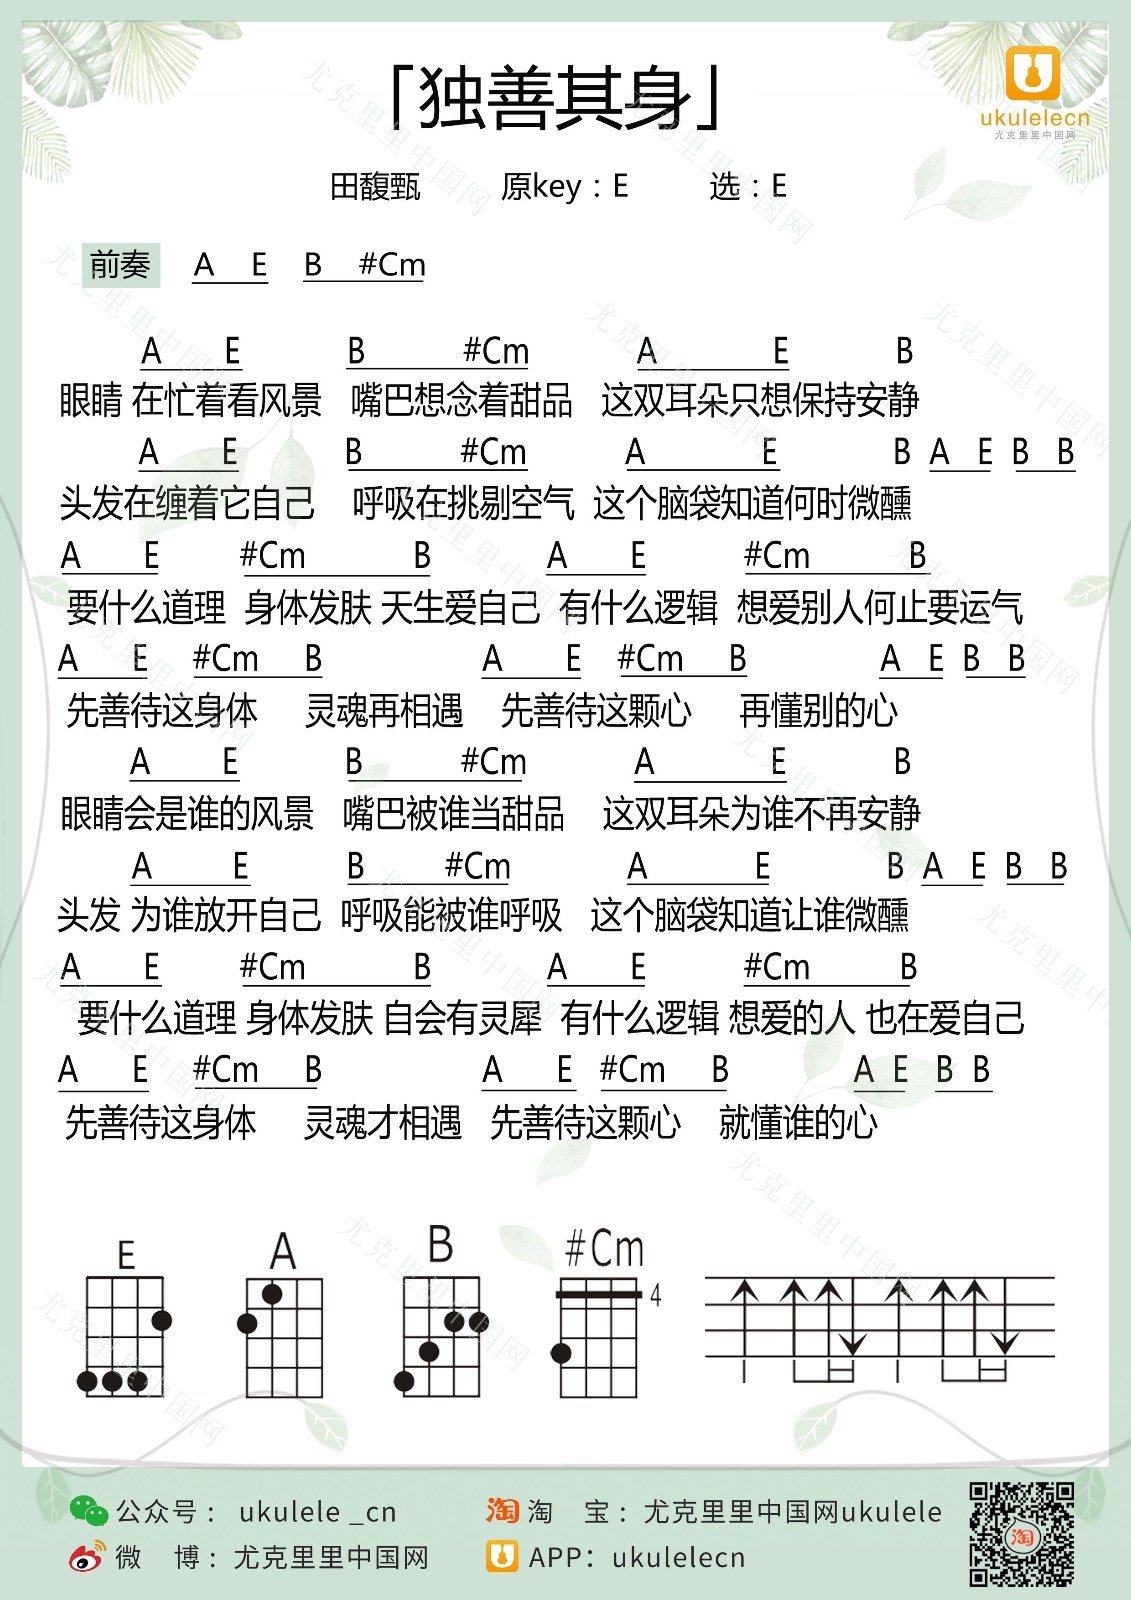 「独善其身」
ukulelecn
尤克里里中国网
田馥甄 原key：E 选：E
前奏 A E B #Cm
A E B #Cm A E B
眼睛 在忙着看风景 嘴巴想念着甜品 这双耳朵只想保持安静
A E B #Cm A E B A E B B
头发在缠着它自己 呼吸在挑剔空气 这个脑袋知道何时微醺
A E #Cm B A E #Cm B
要什么道理 身体发肤 天生爱自己 有什么逻辑 想爱别人何止要运气
A E #Cm B A E #Cm B A E B B
先善待这身体 灵魂再相遇 先善待这颗心 再懂别的心
A E B #Cm A E B
眼睛会是谁的风景 嘴巴被谁当甜品 这双耳朵为谁不再安静
A E B #Cm A E B A E B B
头发 为谁放开自己 呼吸能被谁呼吸 这个脑袋知道让谁微醺
A E #Cm B A E #Cm B
要什么道理 身体发肤 自会有灵犀 有什么逻辑 想爱的人 也在爱自己
A E #Cm B A E #Cm B A E B B
先善待这身体 灵魂才相遇 先善待这颗心 就懂谁的心
E A B #Cm
4
公众号： ukulele _cn 淘 淘 宝：尤克里里中国网ukulele
微 博：尤克里里中国网 APP：ukulelecn
淘